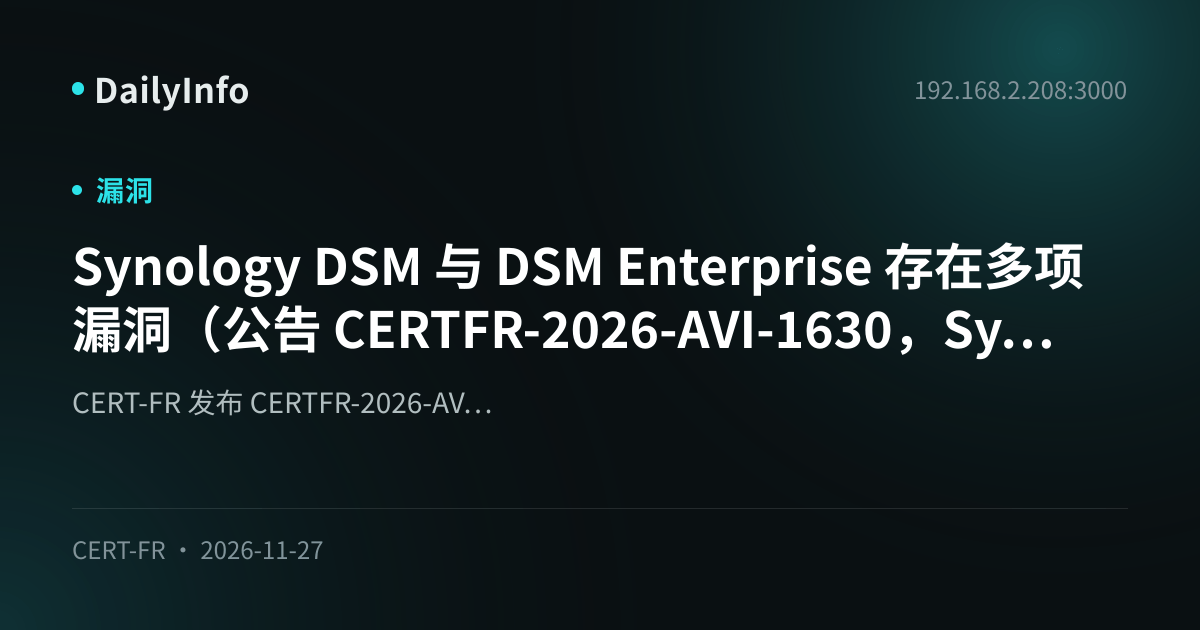 DailyInfo
192.168.2.208:3000
漏洞
Synology DSM 与 DSM Enterprise 存在多项
漏洞（公告 CERTFR-2026-AVI-1630，Sy…
CERT-FR 发布 CERTFR-2026-AV…
CERT-FR · 2026-11-27